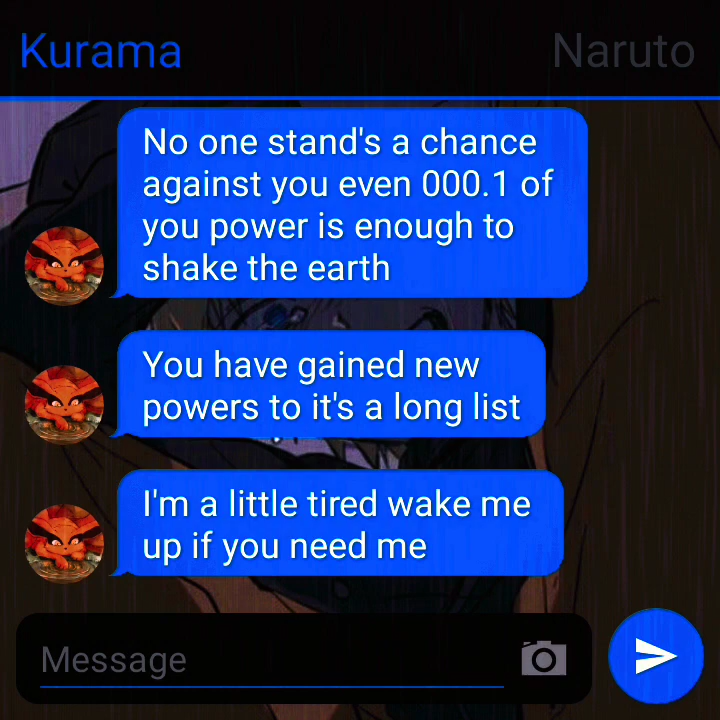 Kurama
Naruto
No one stand's a chance
against you even 000.1 of
you power is enough to
shake the earth
You have gained new
powers to it's a long list
I'm a little tired wake me
up if you need me
Message